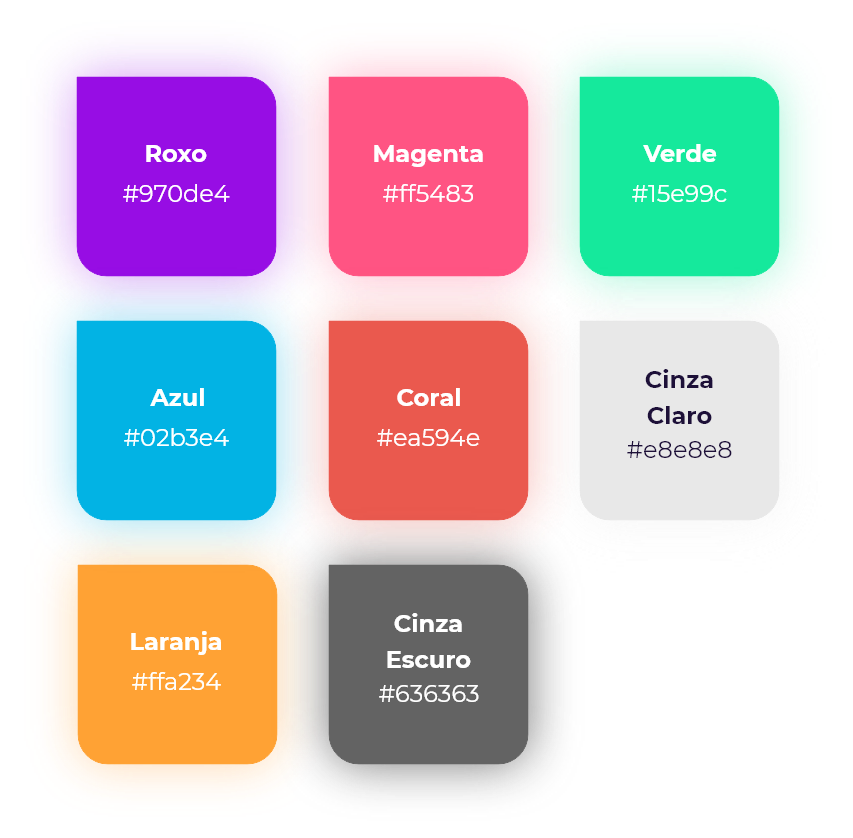 Roxo
#970de4
Magenta
#ff5483
Verde
#15e99c
Azul
#02b3e4
Coral
#ea594e
Cinza
Claro
#e8e8e8
Laranja
#ffa234
Cinza
Escuro
#636363